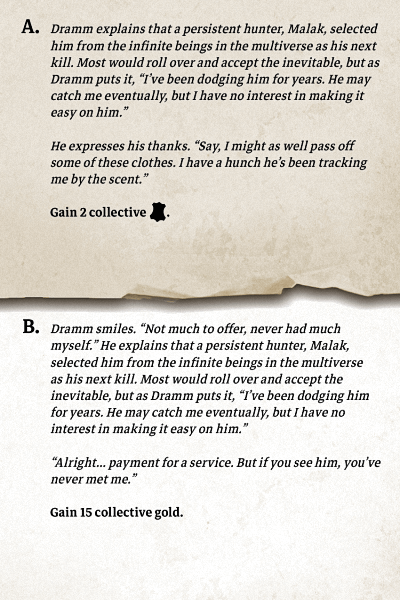 A. Dramm explains that a persistent hunter, Malak, selected
him from the infinite beings in the multiverse as his next
kill. Most would roll over and accept the inevitable, but as
Dramm puts it, “I’ve been dodging him for years. He may
catch me eventually, but I have no interest in making it
easy on him.”
He expresses his thanks. “Say, I might as well pass off
some of these clothes. I have a hunch he’s been tracking
me by the scent.”
Gain 2 collective .
B. Dramm smiles. “Not much to offer, never had much
myself.” He explains that a persistent hunter, Malak,
selected him from the infinite beings in the multiverse
as his next kill. Most would roll over and accept the
inevitable, but as Dramm puts it, “I’ve been dodging him
for years. He may catch me eventually, but I have no
interest in making it easy on him.”
“Alright... payment for a service. But if you see him, you’ve
never met me.”
Gain 15 collective gold.